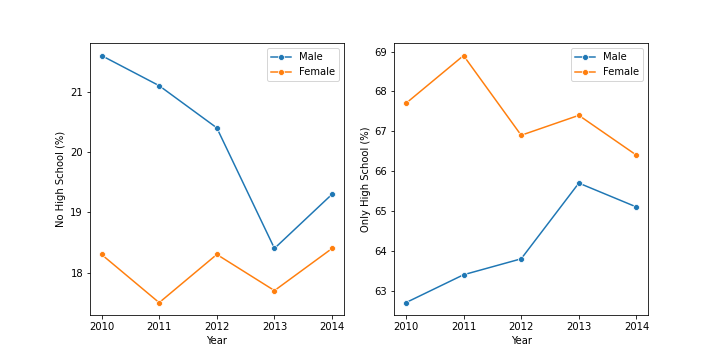 No High School (%)
21
20
19
18
2010 2011 2012 2013 2014
Year
Male
Female
Only High School (%)
69
68
67
66
65
64
63
2010 2011 2012 2013 2014
Year
Male
Female